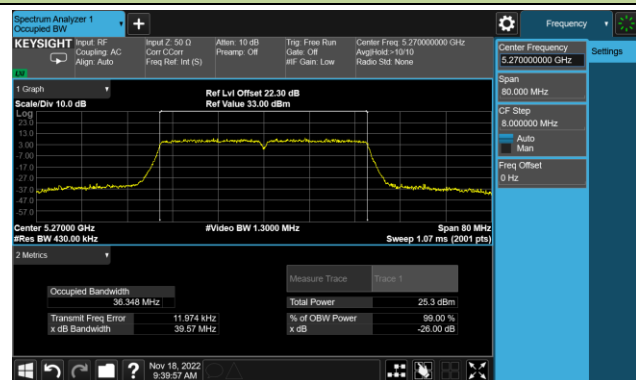 Spectrum Analyzer 1
Occupied BW
+
Frequency
KEYSIGHT
Input: RF
Coupling: AC
Align: Auto
Input Z: 50 Ω
Corr CCorr
Freq Ref: Int (S)
Atten: 10 dB
Preamp: Off
Trig: Free Run
Gate: Off
#IF Gain: Low
Center Freq: 5.270000000 GHz
Avg|Hold:>10/10
Radio Std: None
Center Frequency
5.270000000 GHz
Settings
Span
80.000 MHz
CF Step
8.000000 MHz
Auto
Man
Freq Offset
0 Hz
1 Graph
Scale/Div 10.0 dB
Ref Lvl Offset 22.30 dB
Ref Value 33.00 dBm
Log
23.0
13.0
3.00
-7.00
-17.0
-27.0
-37.0
-47.0
-57.0
Center 5.27000 GHz
#Res BW 430.00 kHz
#Video BW 1.3000 MHz
Span 80 MHz
Sweep 1.07 ms (2001 pts)
2 Metrics
Measure Trace
Trace 1
Occupied Bandwidth
36.348 MHz
Total Power
25.3 dBm
Transmit Freq Error
11.974 kHz
% of OBW Power
99.00 %
x dB Bandwidth
39.57 MHz
x dB
-26.00 dB
?
Nov 18, 2022
9:39:57 AM